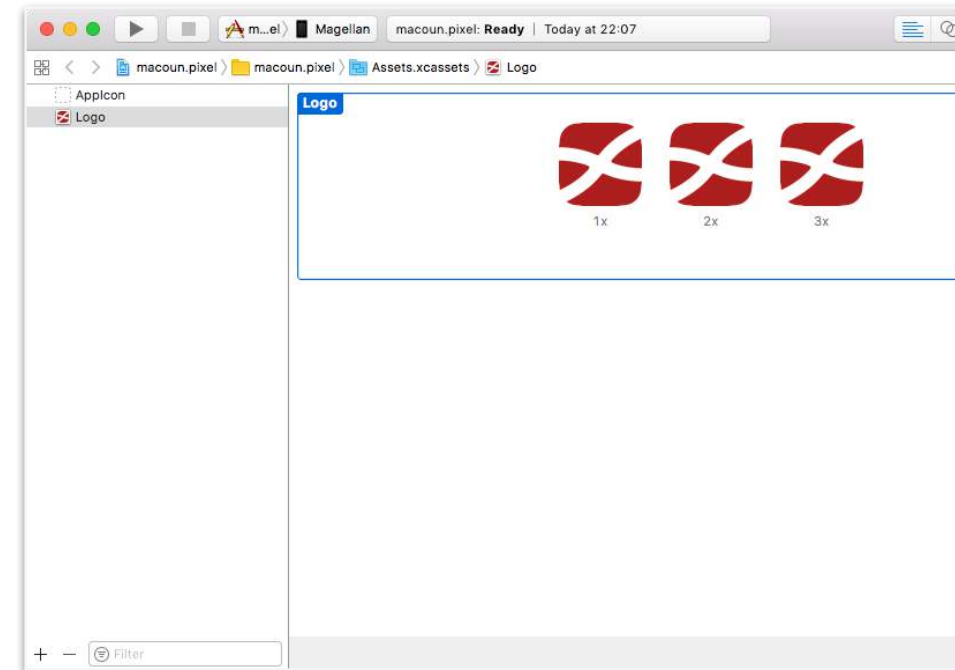 m...el〉 Magellan macoun.pixel: Ready | Today at 22:07
macoun.pixel 〉 macoun.pixel 〉 Assets.xcassets 〉 Logo
AppIcon
Logo
Logo
1x 2x 3x
Filter